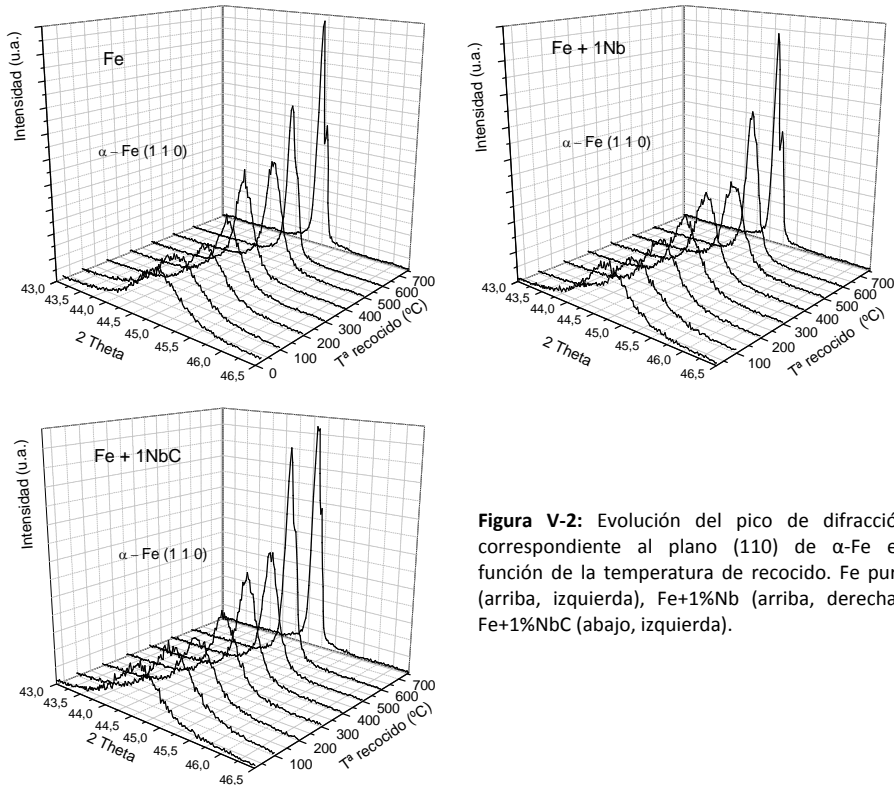 Fe
α – Fe (1 1 0)
Intensidad (u.a.)
43,0
43,5
44,0
44,5
45,0
45,5
46,0
46,5
2 Theta
0
100
200
300
400
500
600
700
Tª recocido (ºC)
Fe + 1Nb
α – Fe (1 1 0)
Intensidad (u.a.)
43,0
43,5
44,0
44,5
45,0
45,5
46,0
46,5
2 Theta
100
200
300
400
500
600
700
Tª recocido (ºC)
Fe + 1NbC
α – Fe (1 1 0)
Intensidad (u.a.)
43,0
43,5
44,0
44,5
45,0
45,5
46,0
46,5
2 Theta
100
200
300
400
500
600
700
Tª recocido (ºC)
Figura V-2: Evolución del pico de difracció
correspondiente al plano (110) de α-Fe e
función de la temperatura de recocido. Fe pur
(arriba, izquierda), Fe+1%Nb (arriba, derecha
Fe+1%NbC (abajo, izquierda).